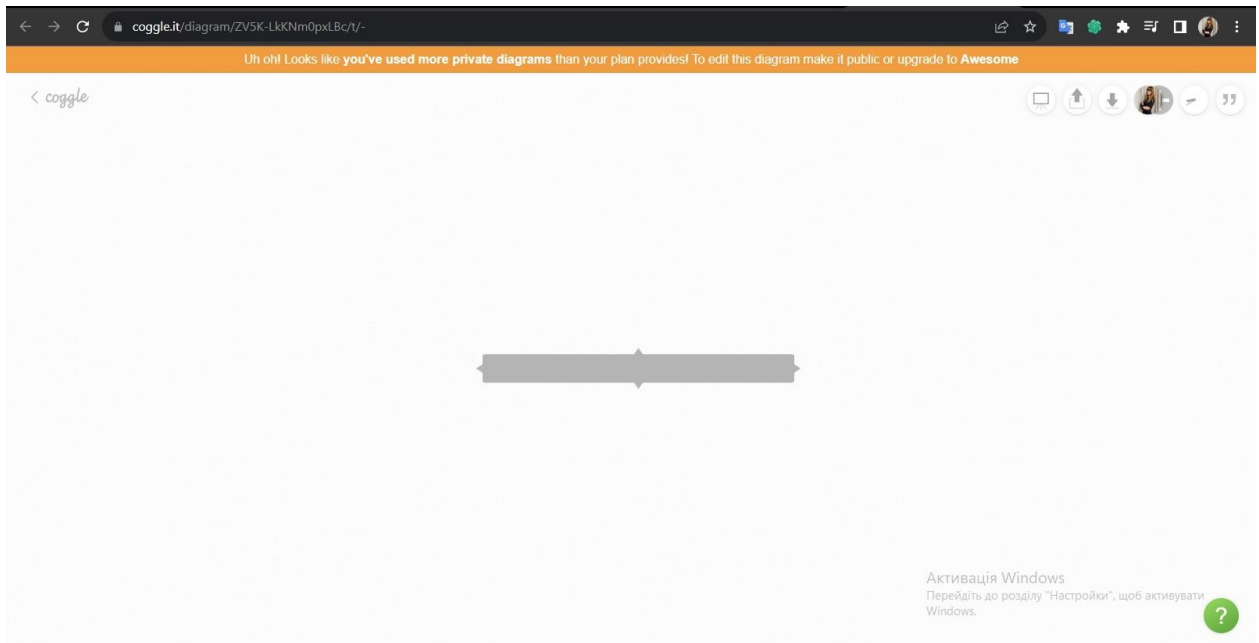 coggle.it/diagram/ZV5K-LkKNm0pxLBc/t/-
Uh oh! Looks like you've used more private diagrams than your plan provides! To edit this diagram make it public or upgrade to Awesome
coggle
Активація Windows
Перейдіть до розділу "Настройки", щоб активувати
Windows.
?